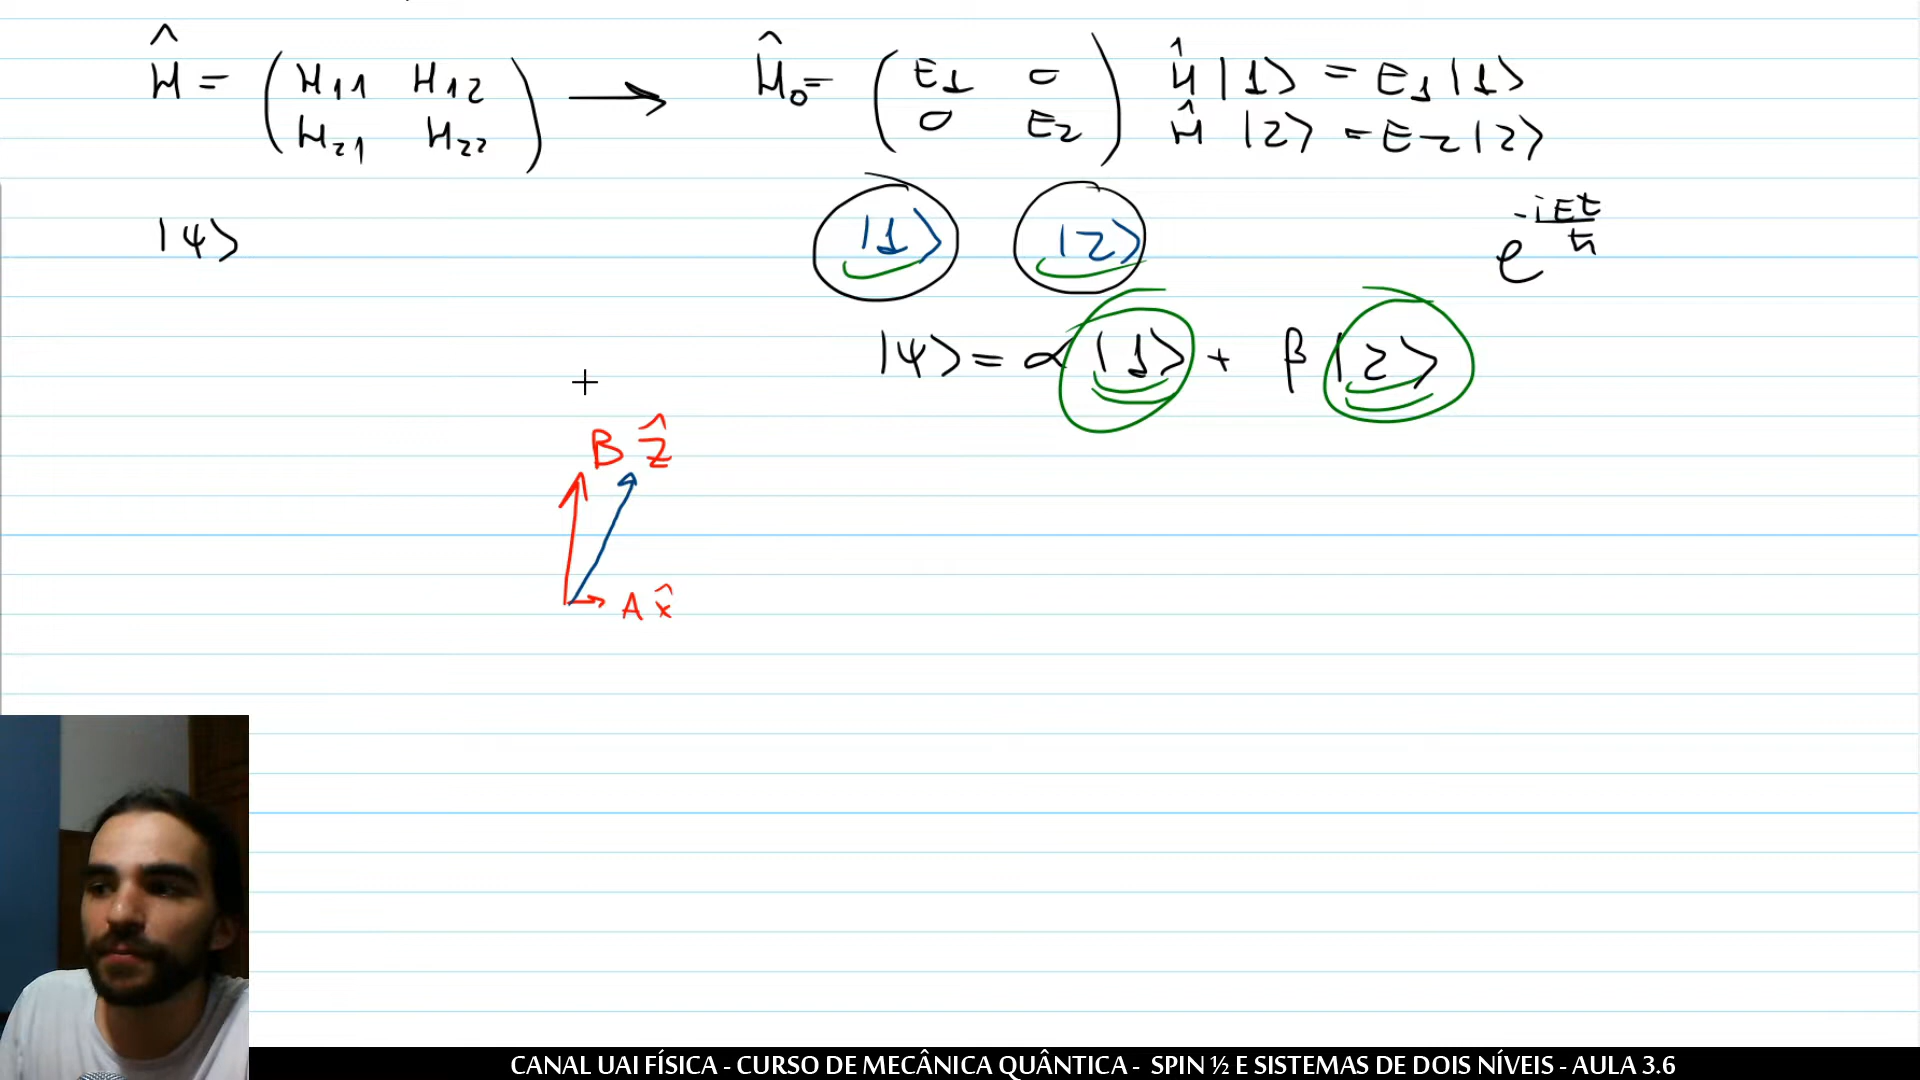 Ĥ = ( H11 H12 → Ĥ0 = ( E1 0 ) Ĥ |1⟩ = E1 |1⟩
H21 H22 ) 0 E2 Ĥ |2⟩ = E2 |2⟩
|ψ⟩ |1⟩ |2⟩ e^(-iEt/ħ)
|ψ⟩ = α |1⟩ + β |2⟩
B ẑ
A x̂
CANAL UAI FÍSICA - CURSO DE MECÂNICA QUÂNTICA - SPIN ½ E SISTEMAS DE DOIS NÍVEIS - AULA 3.6